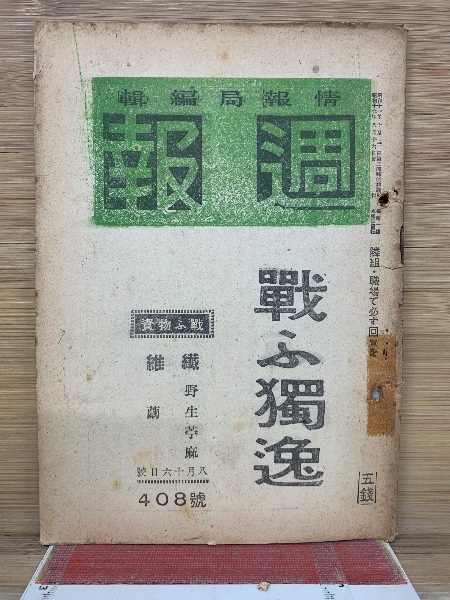 情報局編輯
週報
隣組・職場で必ず回覧
戰ふ獨逸
戰ふ物資
纖維
野生苧麻
繭
八月十六日號
408號
五錢